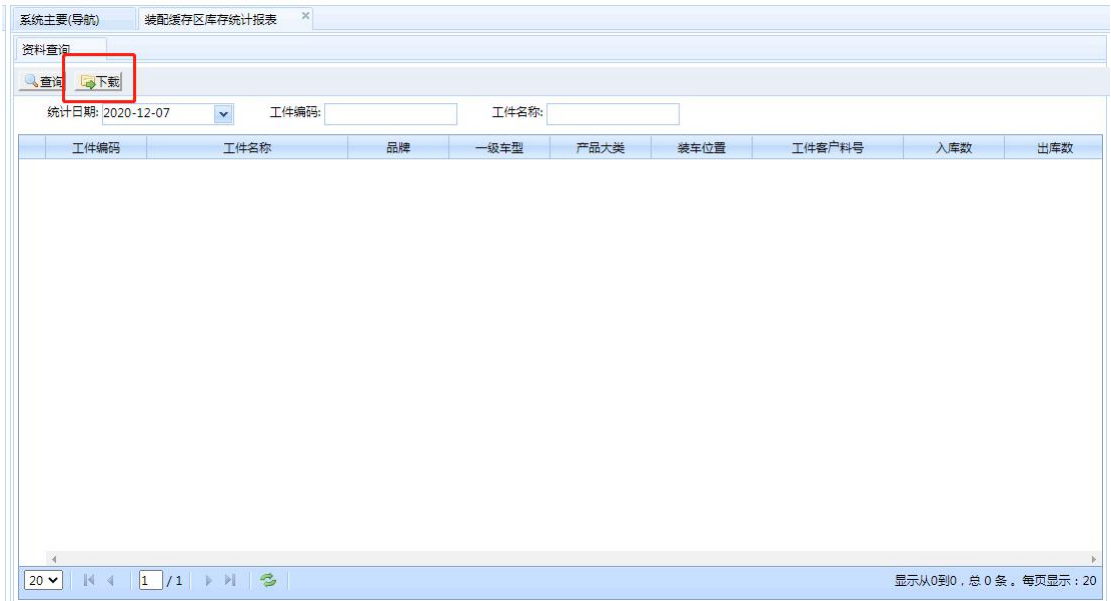 系统主要(导航) 装配缓存区库存统计报表
资料查询
查询 下载
统计日期: 2020-12-07 工件编码: 工件名称:
工件编码 工件名称 品牌 一级车型 产品大类 装车位置 工件客户料号 入库数 出库数
20 1 / 1 显示从0到0，总 0 条 。每页显示：20